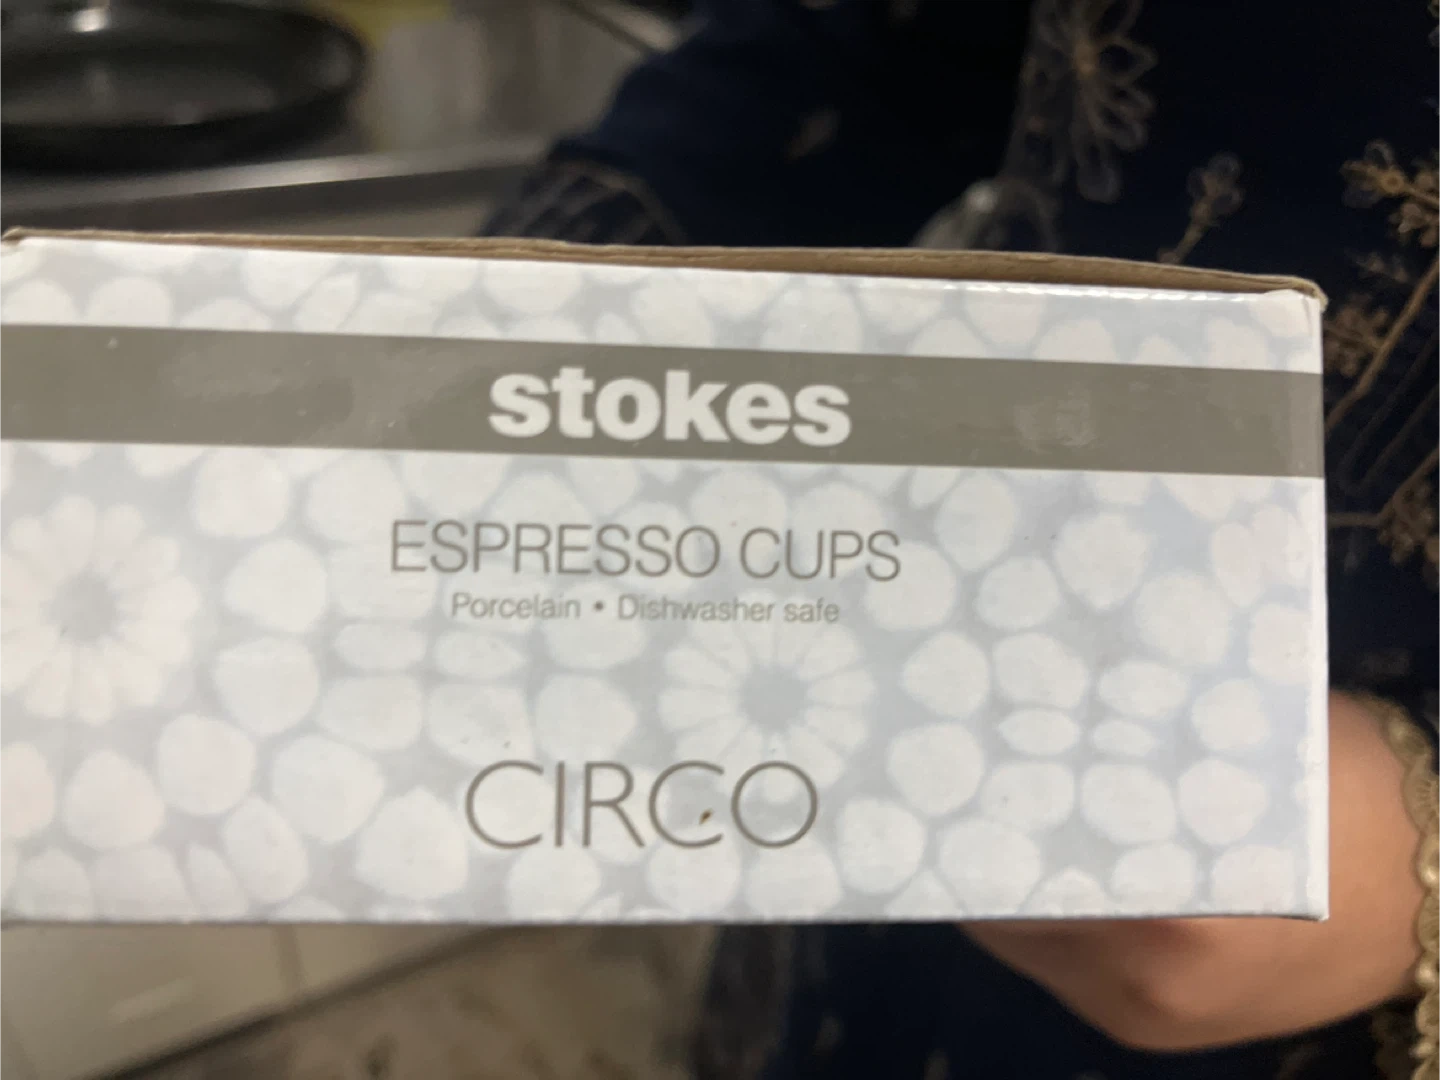 stokes
ESPRESSO CUPS
Porcelain • Dishwasher safe
CIRCO